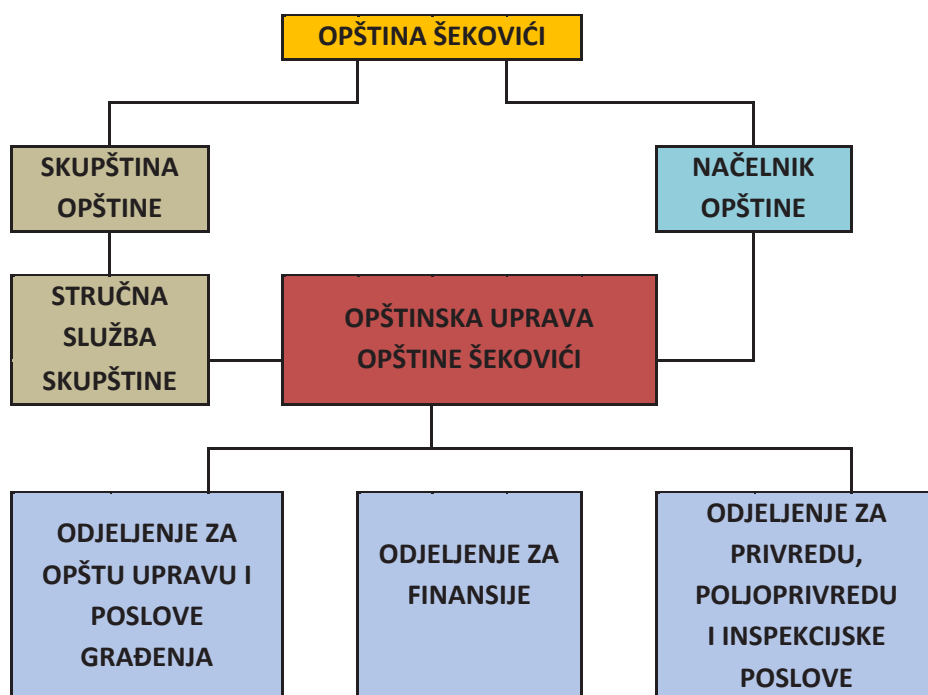 OPŠTINA ŠEKOVIĆI
SKUPŠTINA
OPŠTINE
NAČELNIK
OPŠTINE
STRUČNA
SLUŽBA
SKUPŠTINE
OPŠTINSKA UPRAVA
OPŠTINE ŠEKOVIĆI
ODJELJENJE ZA
OPŠTU UPRAVU I
POSLOVE
GRAĐENJA
ODJELJENJE ZA
FINANSIJE
ODJELJENJE ZA
PRIVREDU,
POLJOPRIVREDU
I INSPEKCIJSKE
POSLOVE